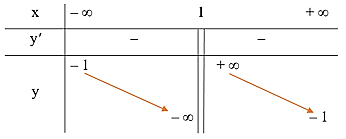 x − ∞ 1 + ∞
y′ − −
− 1 + ∞
y
− ∞ − 1